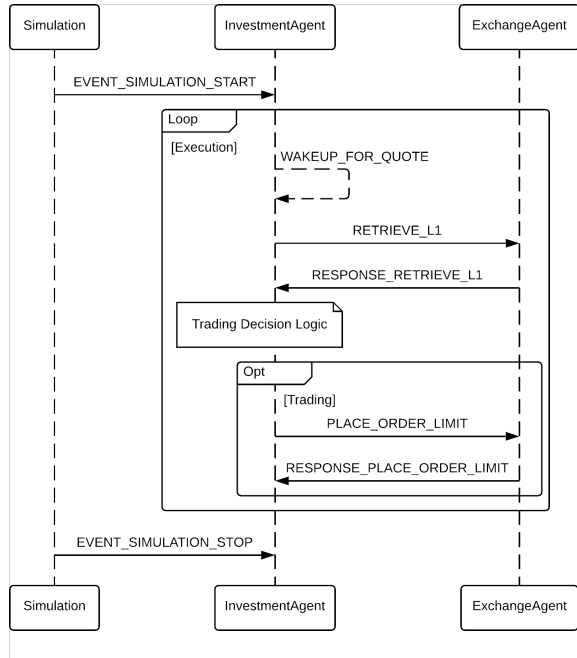 Simulation
InvestmentAgent
ExchangeAgent
EVENT_SIMULATION_START
Loop
[Execution]
WAKEUP_FOR_QUOTE
RETRIEVE_L1
RESPONSE_RETRIEVE_L1
Trading Decision Logic
Opt
[Trading]
PLACE_ORDER_LIMIT
RESPONSE_PLACE_ORDER_LIMIT
EVENT_SIMULATION_STOP
Simulation
InvestmentAgent
ExchangeAgent